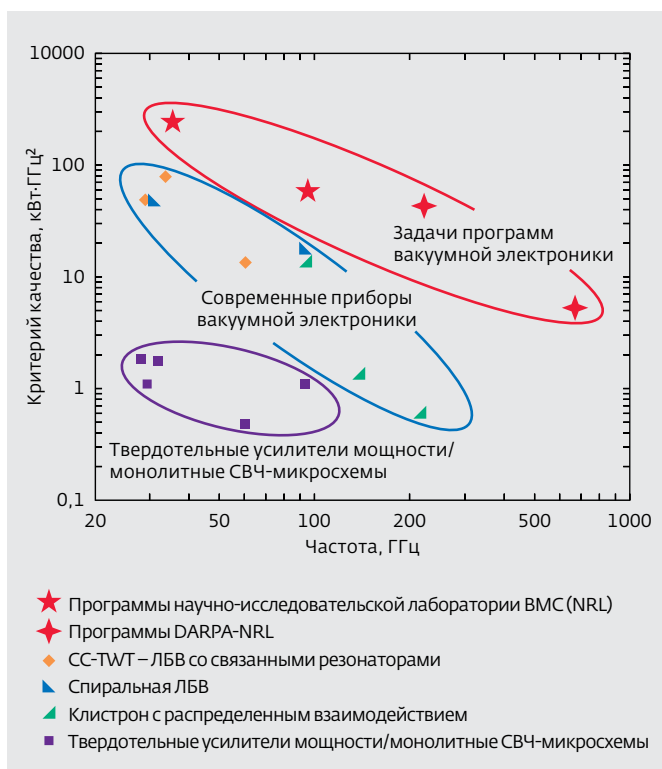 10000
1000
100
10
1
0,1
Критерий качества, кВт·ГГц²
Задачи программ
вакуумной электроники
Современные приборы
вакуумной электроники
Твердотельные усилители мощности/
монолитные СВЧ-микросхемы
20
50
100
200
500
1000
Частота, ГГц
Программы научно-исследовательской лаборатории ВМС (NRL)
Программы DARPA-NRL
CC-TWT – ЛБВ со связанными резонаторами
Спиральная ЛБВ
Клистрон с распределенным взаимодействием
Твердотельные усилители мощности/монолитные СВЧ-микросхемы